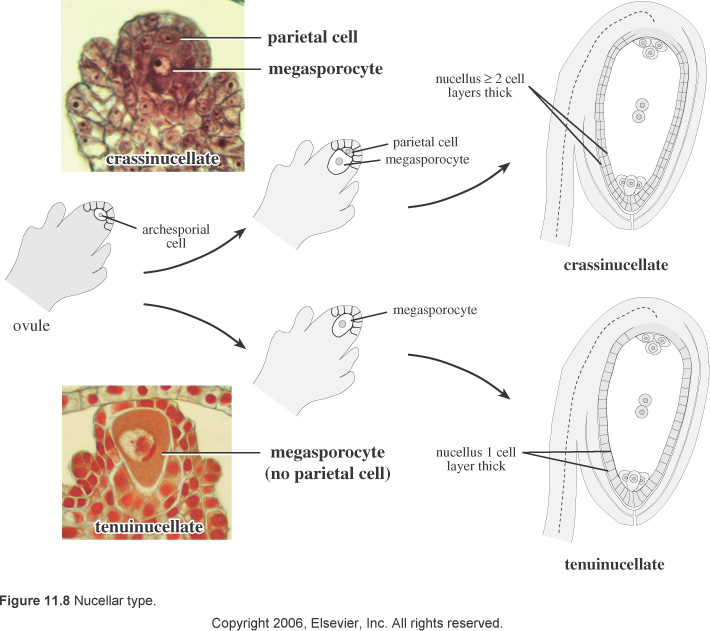 parietal cell
megasporocyte
crassinucellate
nucellus ≥ 2 cell
layers thick
parietal cell
megasporocyte
archesporial
cell
crassinucellate
ovule
megasporocyte
megasporocyte
(no parietal cell)
nucellus 1 cell
layer thick
tenuinucellate
tenuinucellate
Figure 11.8 Nucellar type.
Copyright 2006, Elsevier, Inc. All rights reserved.